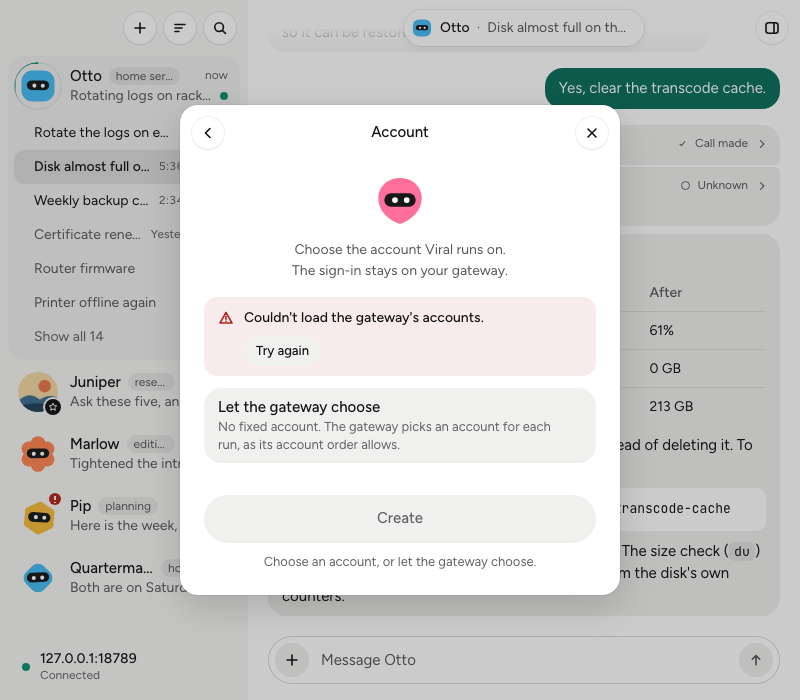 Otto
home ser...
now
Rotating logs on rack...
Rotate the logs on e...
Disk almost full o...
5:36
Weekly backup c...
2:34
Certificate rene...
Router firmware
Printer offline again
Show all 14
Juniper
rese...
Ask these five, an
Marlow
editi...
Tightened the intr
Pip
planning
Here is the week,
Quarterma...
Both are on Satur
127.0.0.1:18789
Connected
so it can be
Otto · Disk almost full on th...
Yes, clear the transcode cache.
Call made
Unknown
After
61%
0 GB
213 GB
ead of deleting it. To
transcode-cache
The size check (du)
m the disk's own
counters.
Message Otto
Account
Choose the account Viral runs on.
The sign-in stays on your gateway.
Couldn't load the gateway's accounts.
Try again
Let the gateway choose
No fixed account. The gateway picks an account for each
run, as its account order allows.
Create
Choose an account, or let the gateway choose.